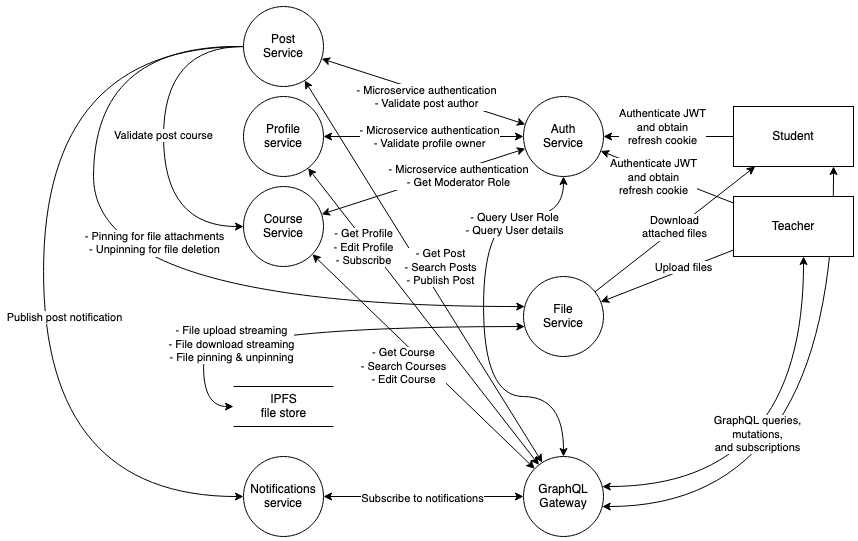 Post
Service
- Microservice authentication
- Validate post author
Validate post course
Profile
service
- Microservice authentication
- Validate profile owner
Auth
Service
Authenticate JWT
and obtain
refresh cookie
Student
- Microservice authentication
- Get Moderator Role
Authenticate JWT
and obtain
refresh cookie
Course
Service
- Query User Role
- Query User details
Download
attached files
Teacher
- Pinning for file attachments
- Unpinning for file deletion
- Get Profile
- Edit Profile
- Subscribe
- Get Post
- Search Posts
- Publish Post
Upload files
Publish post notification
File
Service
- File upload streaming
- File download streaming
- File pinning & unpinning
- Get Course
- Search Courses
- Edit Course
IPFS
file store
GraphQL queries,
mutations,
and subscriptions
Notifications
service
Subscribe to notifications
GraphQL
Gateway